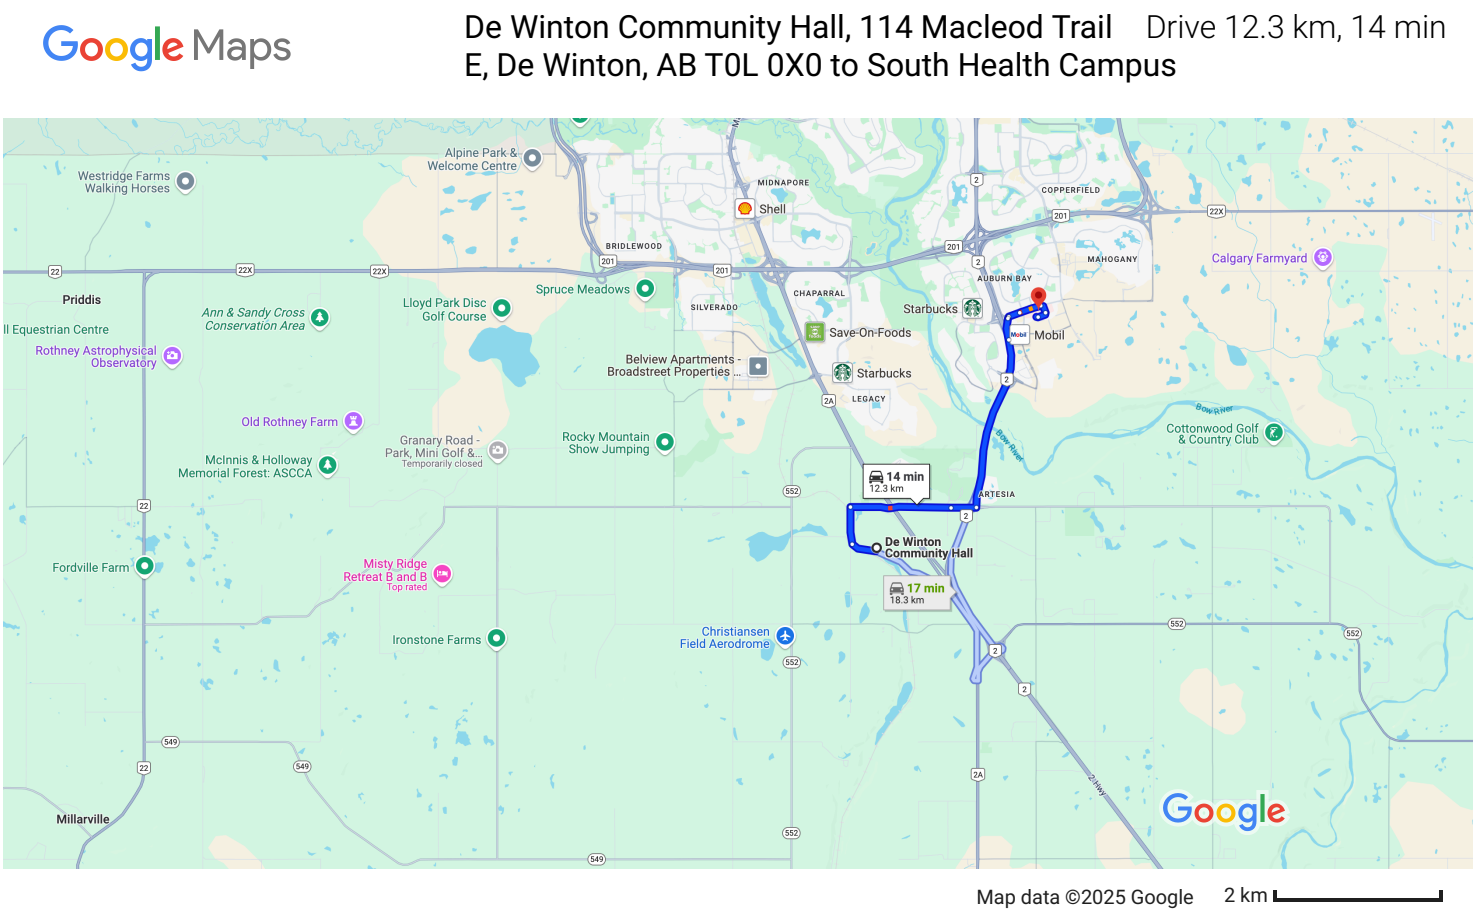 Google Maps
De Winton Community Hall, 114 Macleod Trail
E, De Winton, AB T0L 0X0 to South Health Campus
Drive 12.3 km, 14 min
Alpine Park &
Welcome Centre
Westridge Farms
Walking Horses
MIDNAPORE
Shell
2
COPPERFIELD
201
22X
BRIDLEWOOD
201
2
MAHOGANY
Calgary Farmyard
22
22X
22X
201
201
AUBURN BAY
Spruce Meadows
Priddis
CHAPARRAL
Lloyd Park Disc
Golf Course
SILVERADO
Starbucks
Ann & Sandy Cross
Conservation Area
ll Equestrian Centre
Save-On-Foods
Mobil
Mobil
Rothney Astrophysical
Observatory
Belview Apartments -
Broadstreet Properties ...
Starbucks
2
2A
LEGACY
Bow River
Old Rothney Farm
Cottonwood Golf
& Country Club
Granary Road -
Park, Mini Golf &...
Temporarily closed
Rocky Mountain
Show Jumping
Bow River
McInnis & Holloway
Memorial Forest: ASCCA
14 min
12.3 km
552
ARTESIA
22
2
De Winton
Community Hall
Fordville Farm
Misty Ridge
Retreat B and B
Top rated
17 min
18.3 km
Christiansen
Field Aerodrome
Ironstone Farms
552
552
552
2
2
549
549
22
2A
2 Hwy
Google
Millarville
552
549
Map data ©2025 Google
2 km